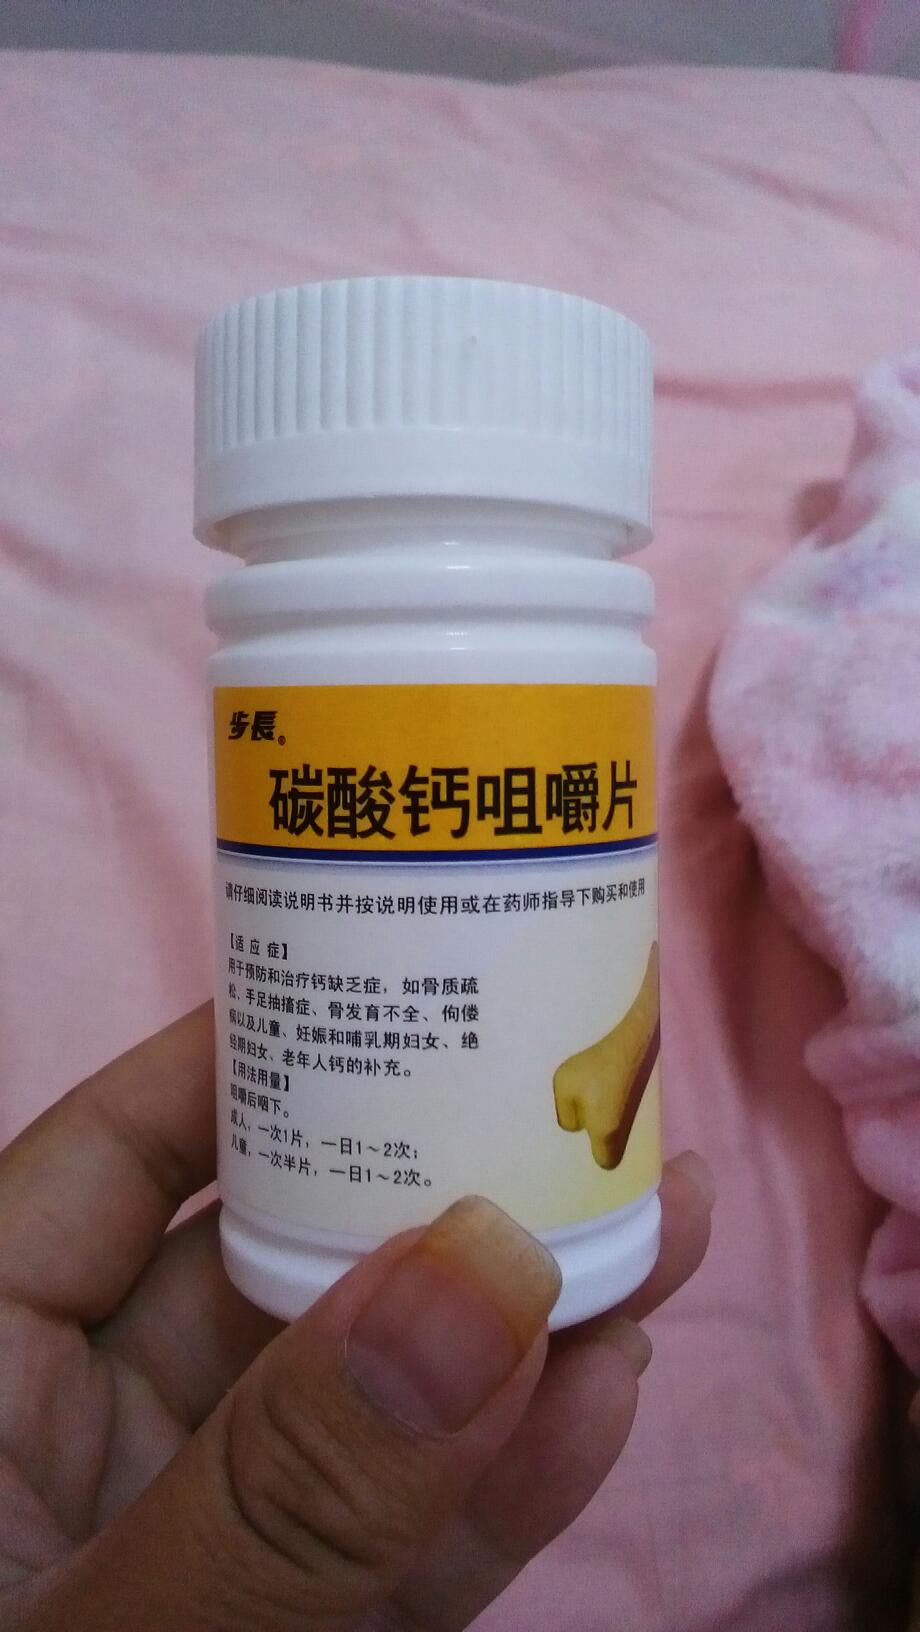 步長®
碳酸钙咀嚼片
请仔细阅读说明书并按说明使用或在药师指导下购买和使用
【适 应 症】
用于预防和治疗钙缺乏症，如骨质疏
松、手足抽搐症、骨发育不全、佝偻
病以及儿童、妊娠和哺乳期妇女、绝
经期妇女、老年人钙的补充。
【用法用量】
咀嚼后咽下。
成人，一次1片，一日1～2次；
儿童，一次半片，一日1～2次。